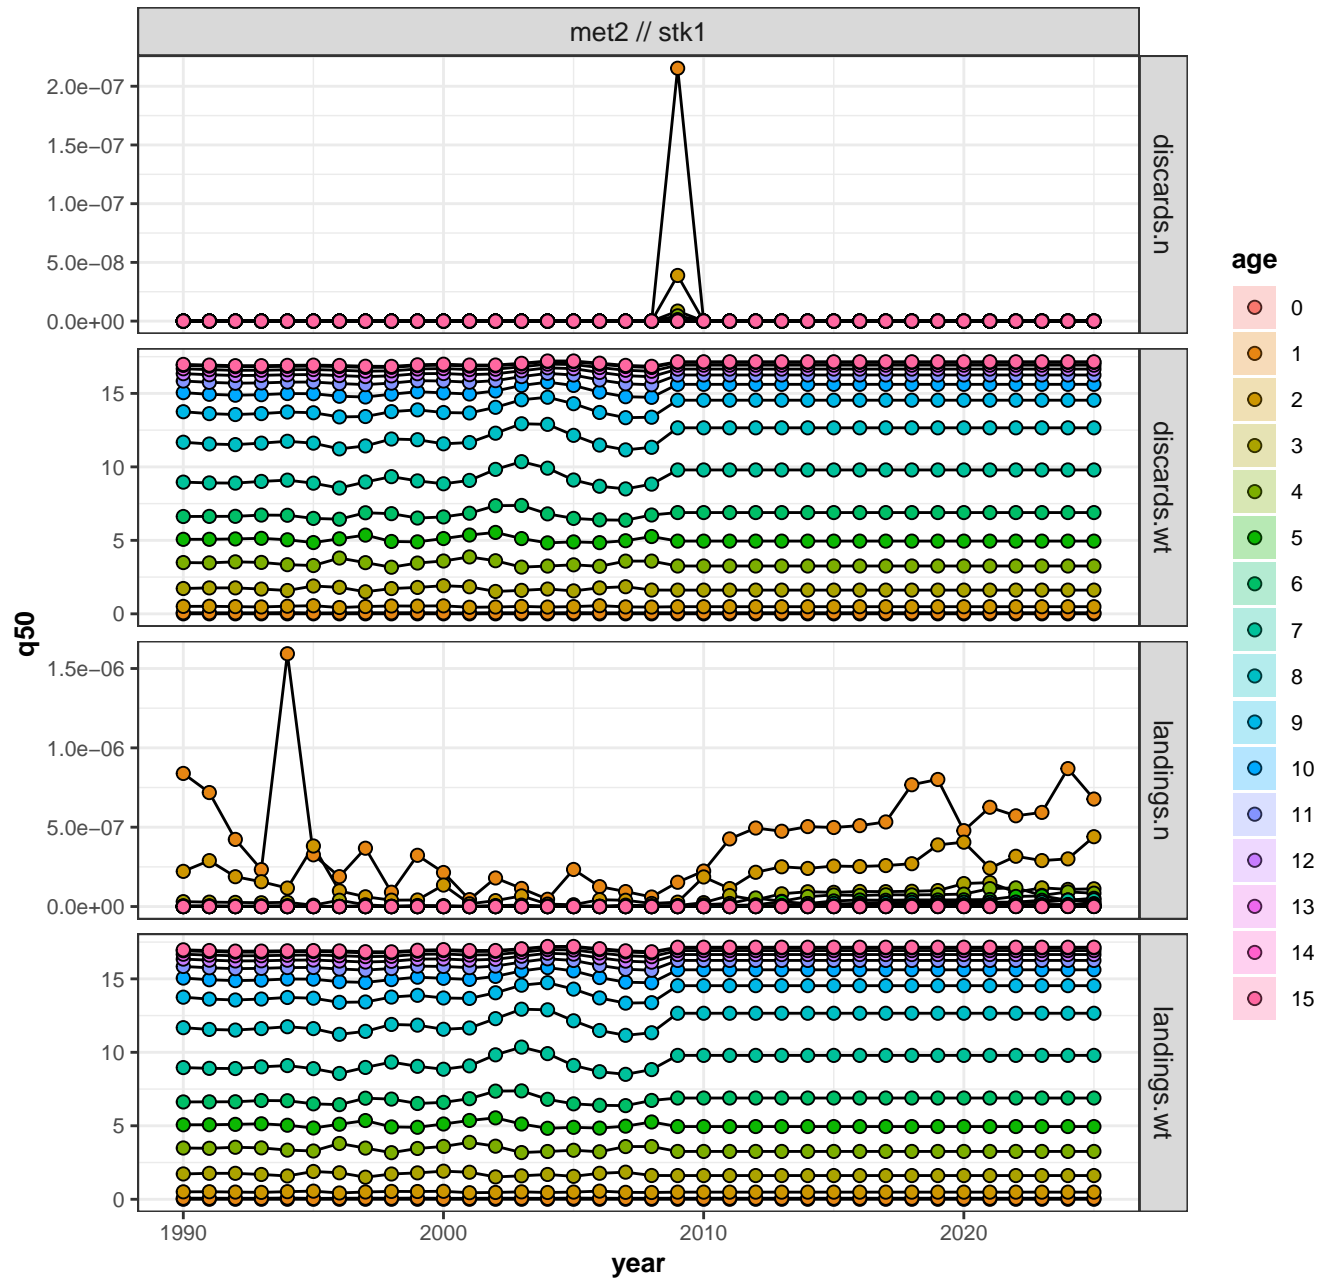 met2 // stk1
2.0e−07
1.5e−07
1.0e−07
5.0e−08
0.0e+00
discards.n
15
10
5
0
discards.wt
1.5e−06
1.0e−06
5.0e−07
0.0e+00
landings.n
15
10
5
0
landings.wt
1990
2000
2010
2020
year
q50
age
0
1
2
3
4
5
6
7
8
9
10
11
12
13
14
15